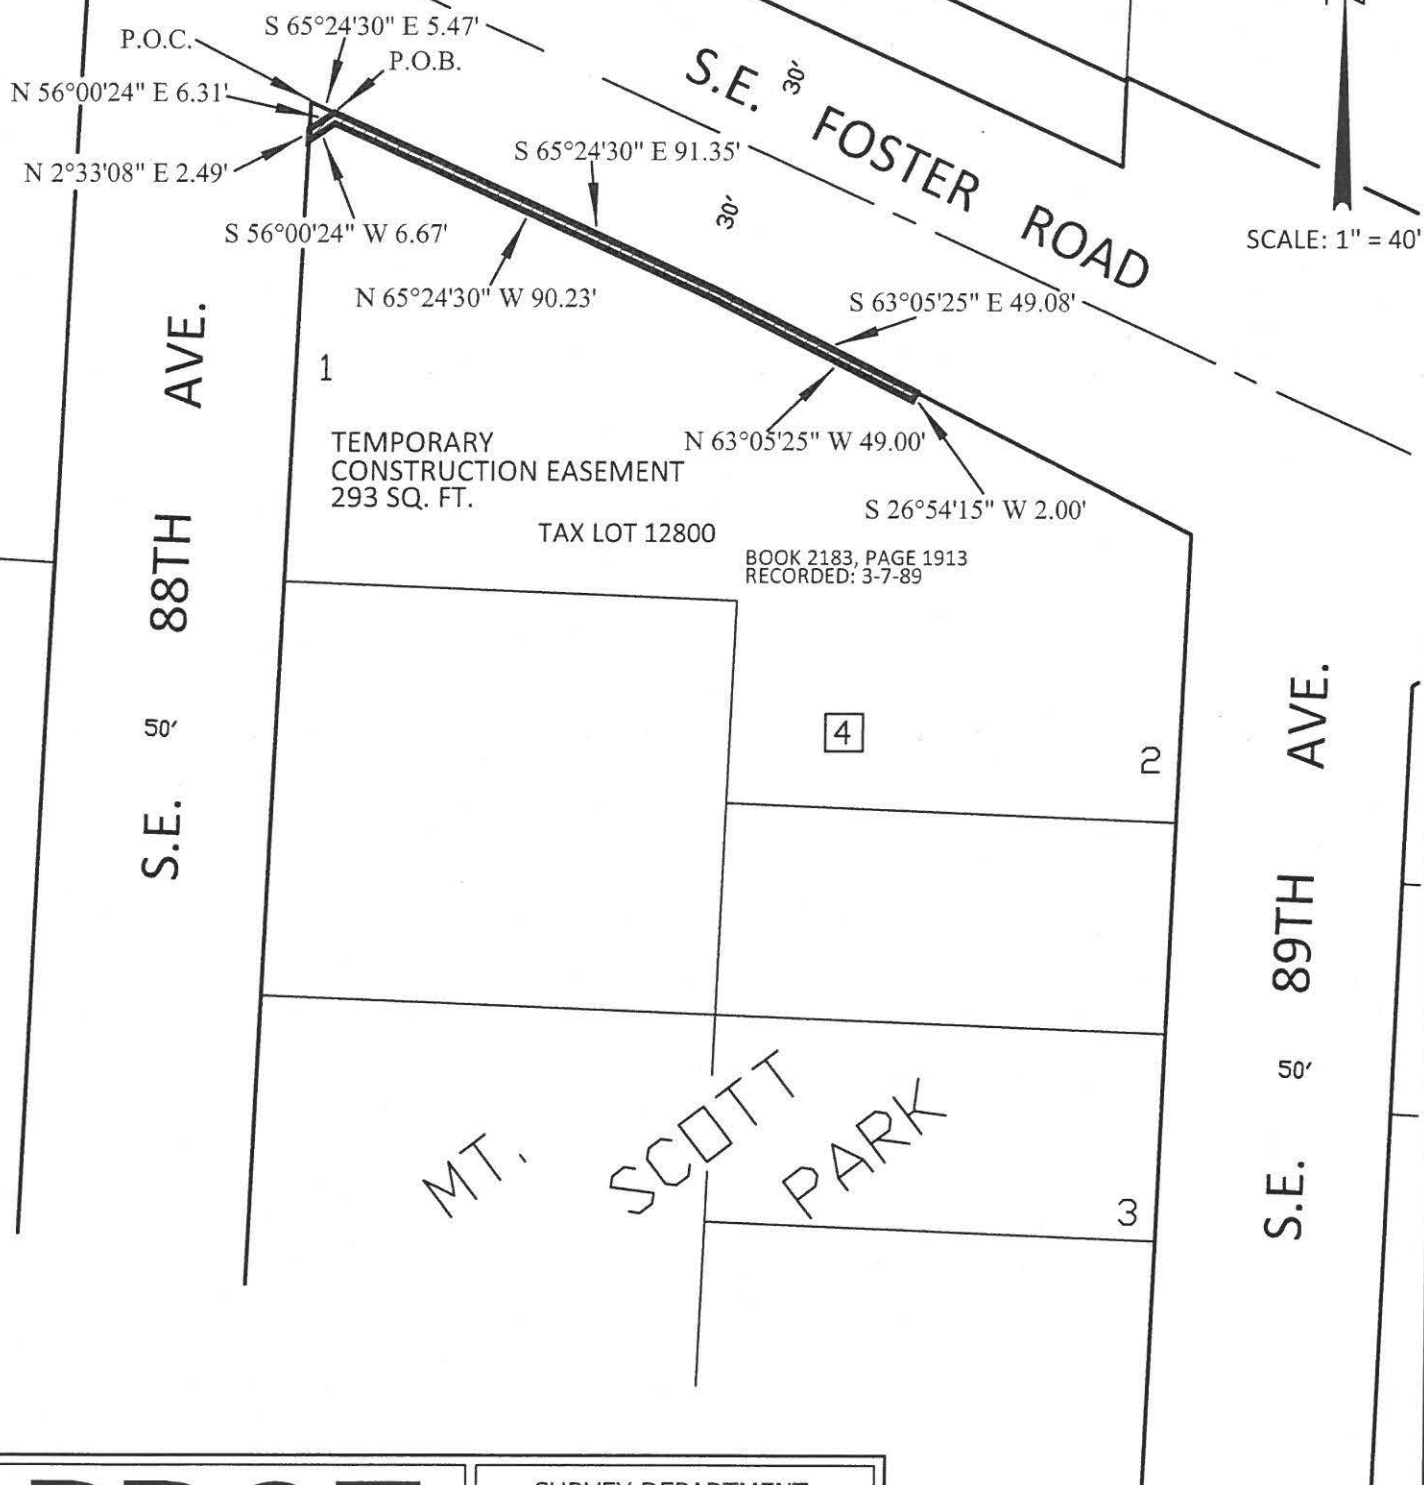 S 65°24'30" E 5.47'
P.O.C.
P.O.B.
N 56°00'24" E 6.31'
S.E. FOSTER ROAD
30'
30'
S 65°24'30" E 91.35'
N 2°33'08" E 2.49'
S 56°00'24" W 6.67'
SCALE: 1" = 40'
N 65°24'30" W 90.23'
S 63°05'25" E 49.08'
1
TEMPORARY
CONSTRUCTION EASEMENT
293 SQ. FT.
N 63°05'25" W 49.00'
S 26°54'15" W 2.00'
TAX LOT 12800
BOOK 2183, PAGE 1913
RECORDED: 3-7-89
S.E. 88TH AVE.
50'
4
2
S.E. 89TH AVE.
50'
MT. SCOTT PARK
3
SURVEY DEPARTMENT